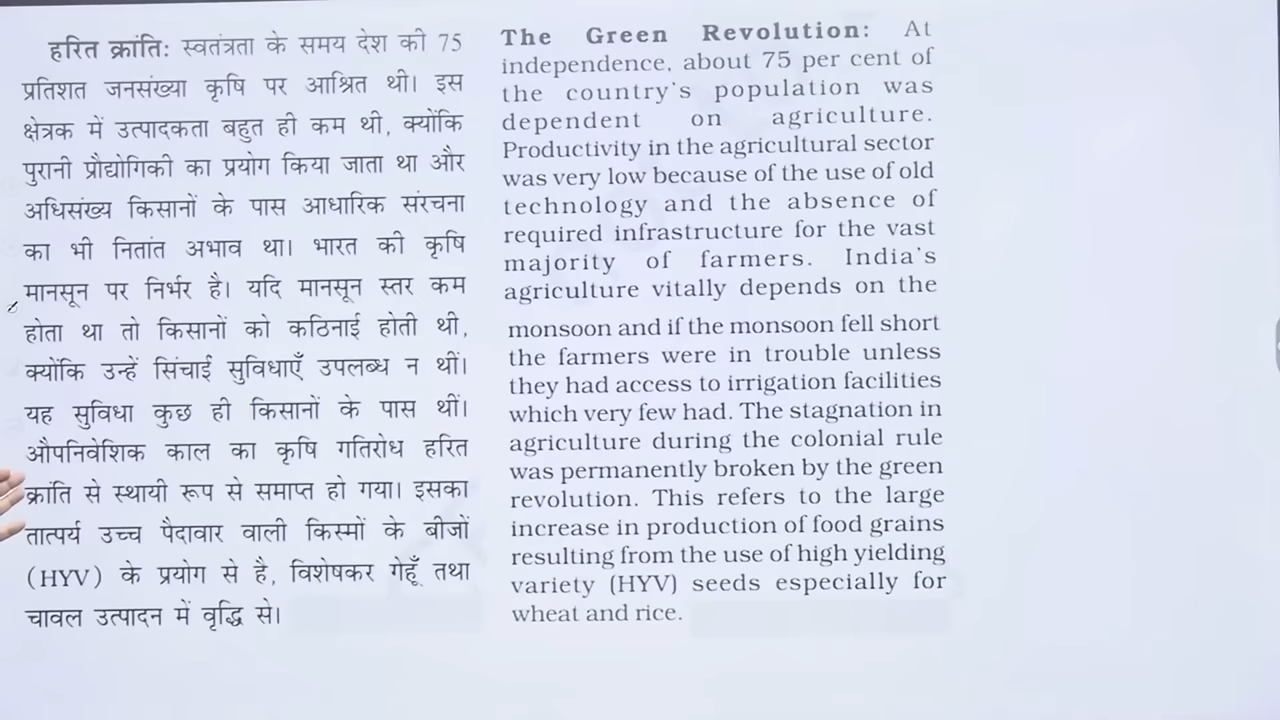 हरित क्रांति: स्वतंत्रता के समय देश की 75
प्रतिशत जनसंख्या कृषि पर आश्रित थी। इस
क्षेत्रक में उत्पादकता बहुत ही कम थी, क्योंकि
पुरानी प्रौद्योगिकी का प्रयोग किया जाता था और
अधिसंख्य किसानों के पास आधारिक संरचना
का भी नितांत अभाव था। भारत की कृषि
मानसून पर निर्भर है। यदि मानसून स्तर कम
होता था तो किसानों को कठिनाई होती थी,
क्योंकि उन्हें सिंचाई सुविधाएँ उपलब्ध न थीं।
यह सुविधा कुछ ही किसानों के पास थीं।
औपनिवेशिक काल का कृषि गतिरोध हरित
क्रांति से स्थायी रूप से समाप्त हो गया। इसका
तात्पर्य उच्च पैदावार वाली किस्मों के बीजों
(HYV) के प्रयोग से है, विशेषकर गेहूँ तथा
चावल उत्पादन में वृद्धि से।
The Green Revolution: At
independence, about 75 per cent of
the country's population was
dependent on agriculture.
Productivity in the agricultural sector
was very low because of the use of old
technology and the absence of
required infrastructure for the vast
majority of farmers. India's
agriculture vitally depends on the
monsoon and if the monsoon fell short
the farmers were in trouble unless
they had access to irrigation facilities
which very few had. The stagnation in
agriculture during the colonial rule
was permanently broken by the green
revolution. This refers to the large
increase in production of food grains
resulting from the use of high yielding
variety (HYV) seeds especially for
wheat and rice.